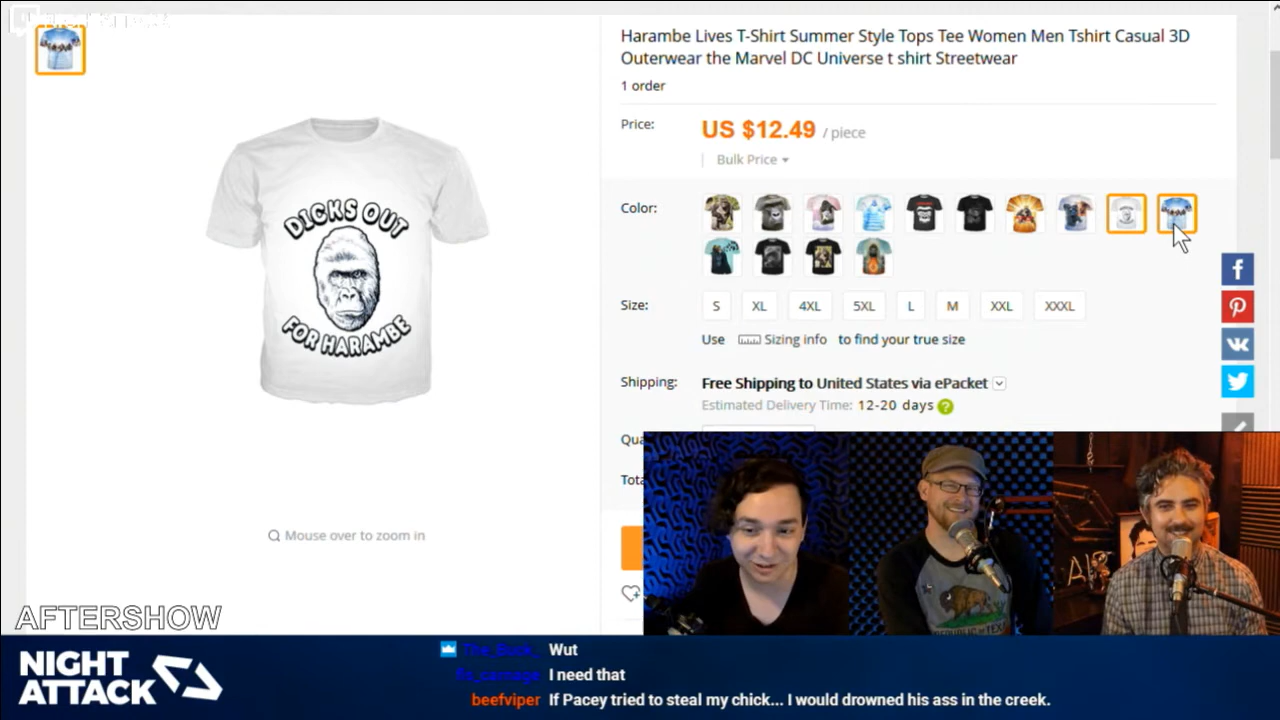 Harambe Lives T-Shirt Summer Style Tops Tee Women Men Tshirt Casual 3D
Outerwear the Marvel DC Universe t shirt Streetwear
1 order
Price:
US $12.49 / piece
Bulk Price
Color:
DICKS OUT
FOR HARAMBE
Size:
S XL 4XL 5XL L M XXL XXXL
Use Sizing info to find your true size
Shipping:
Free Shipping to United States via ePacket
Estimated Delivery Time: 12-20 days ?
Qua
Tota
Mouse over to zoom in
AFTERSHOW
NIGHT
ATTACK
The_Buck_ Wut
flo_carnage I need that
beefviper If Pacey tried to steal my chick... I would drowned his ass in the creek.